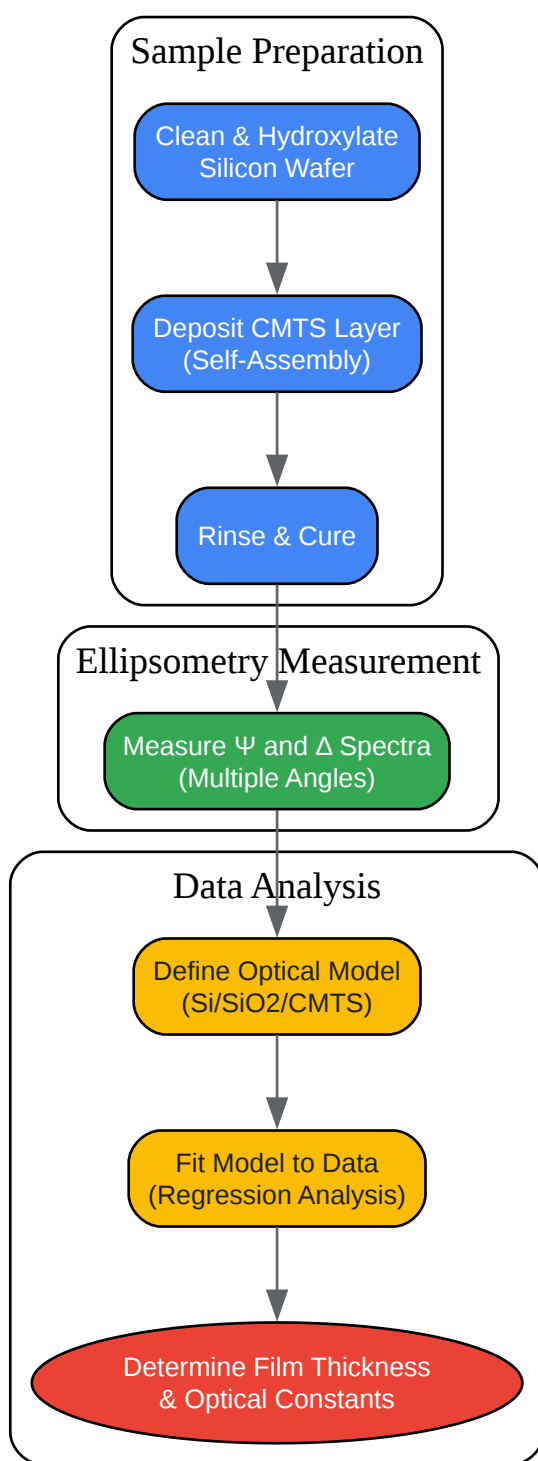 Sample Preparation
Clean & Hydroxylate
Silicon Wafer
Deposit CMTS Layer
(Self-Assembly)
Rinse & Cure
Ellipsometry Measurement
Measure Ψ and Δ Spectra
(Multiple Angles)
Data Analysis
Define Optical Model
(Si/SiO2/CMTS)
Fit Model to Data
(Regression Analysis)
Determine Film Thickness
& Optical Constants